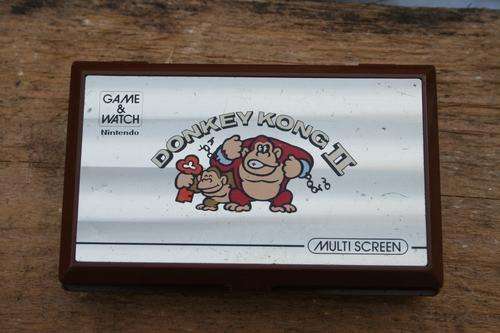 GAME
&
WATCH
Nintendo
DONKEY KONG II
MULTI SCREEN